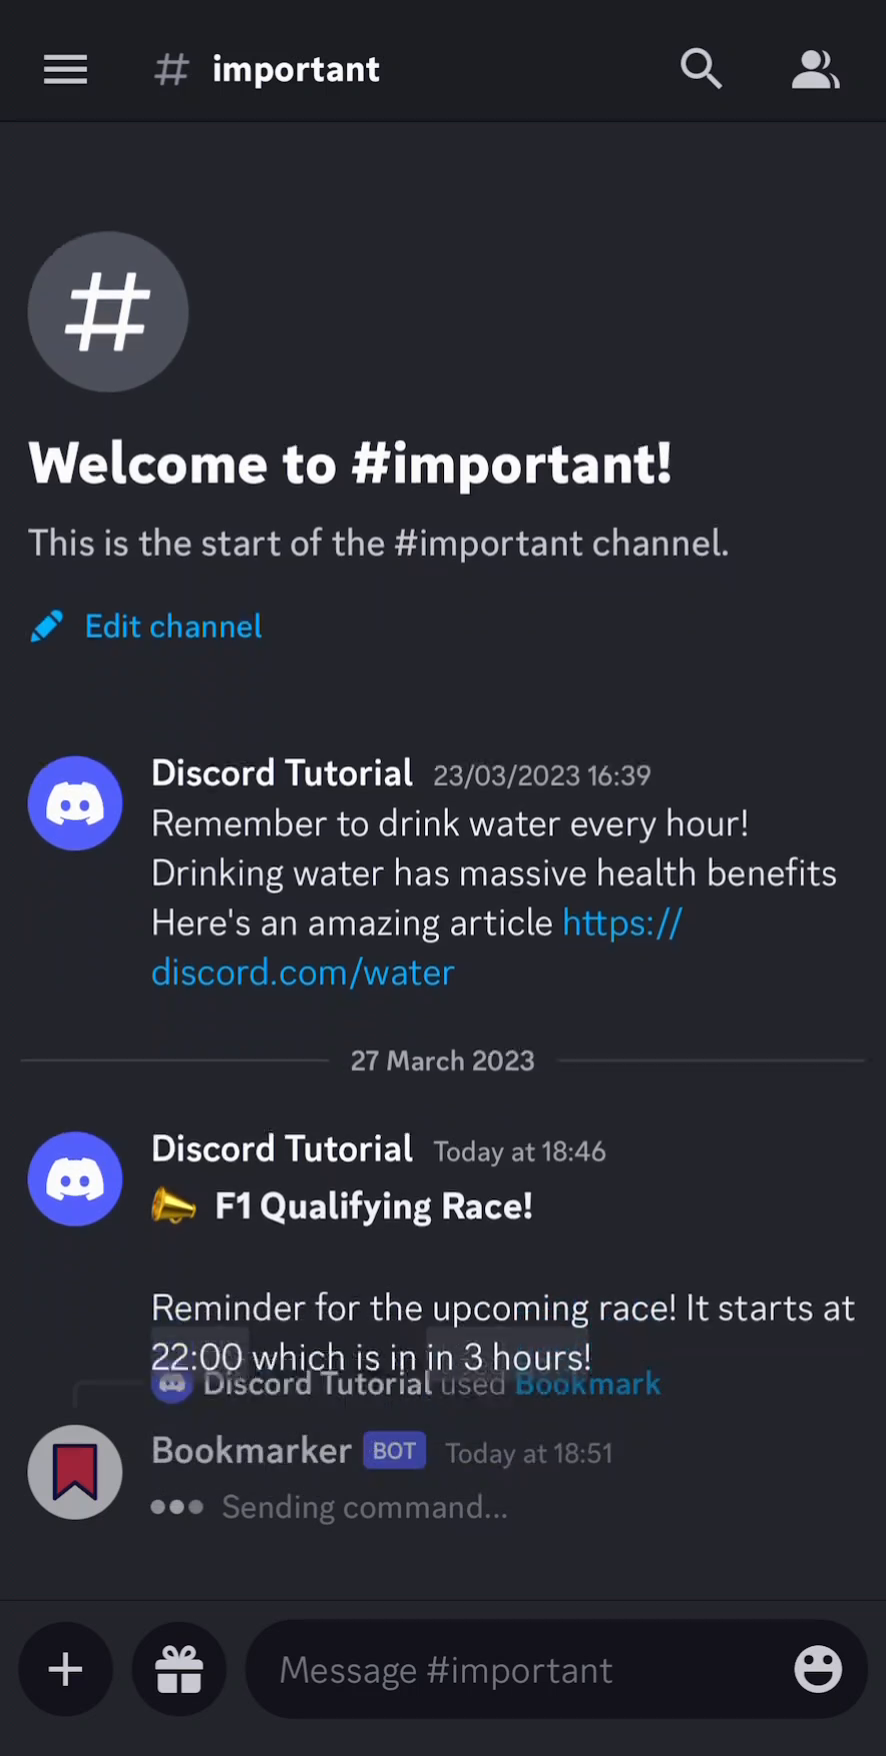 # important
#
Welcome to #important!
This is the start of the #important channel.
Edit channel
Discord Tutorial 23/03/2023 16:39
Remember to drink water every hour!
Drinking water has massive health benefits
Here's an amazing article https://
discord.com/water
27 March 2023
Discord Tutorial Today at 18:46
F1 Qualifying Race!
Reminder for the upcoming race! It starts at
22:00 which is in in 3 hours!
Discord Tutorial used Bookmark
Bookmarker BOT Today at 18:51
Sending command...
Message #important